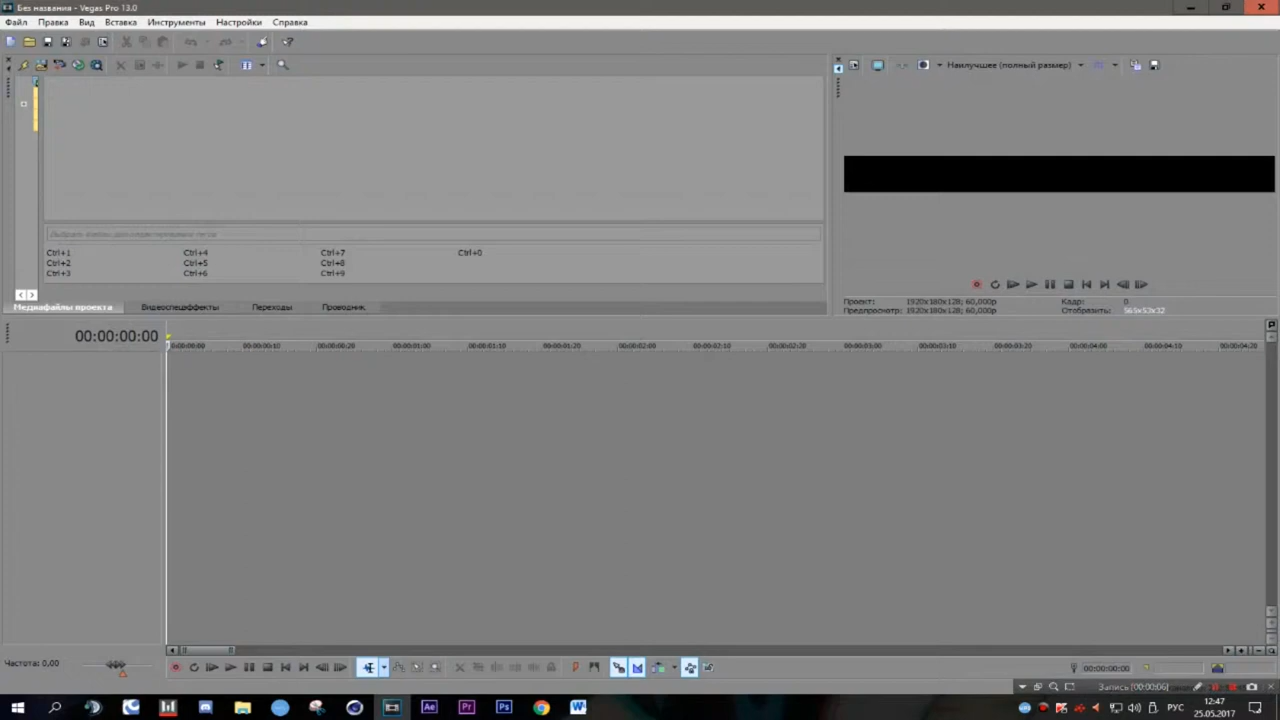 Без названия - Vegas Pro 13.0
Файл Правка Вид Вставка Инструменты Настройки Справка
Наилучшее (полный размер)
Ctrl+1 Ctrl+4 Ctrl+7 Ctrl+0
Ctrl+2 Ctrl+5 Ctrl+8
Ctrl+3 Ctrl+6 Ctrl+9
Медиафайлы проекта Видеоспецэффекты Переходы Проводник
Проект: 1920x180x128; 60,000p Кадр: 0
Предпросмотр: 1920x180x128; 60,000p Отобразить: 565x53x32
00:00:00:00
00:00:00:00 00:00:00:10 00:00:00:20 00:00:01:00 00:00:01:10 00:00:01:20 00:00:02:00 00:00:02:10 00:00:02:20 00:00:03:00 00:00:03:10 00:00:03:20 00:00:04:00 00:00:04:10 00:00:04:20
Частота: 0,00
00:00:00:00
Запись [00:00:06]
Ae Pr Ps
РУС
12:47
25.05.2017